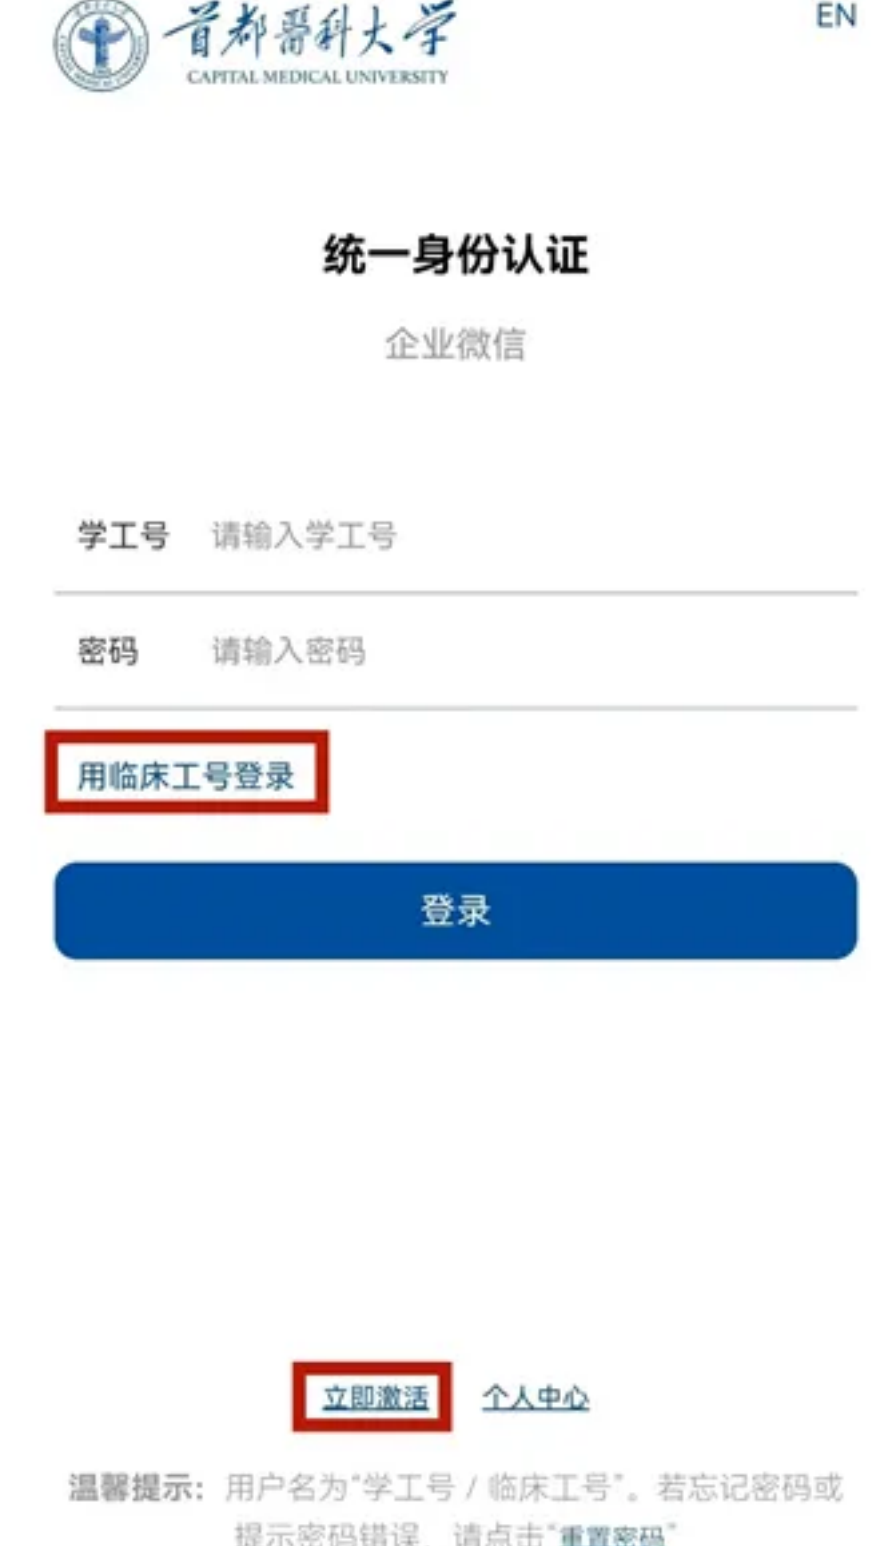 首都醫科大学
CAPITAL MEDICAL UNIVERSITY
EN
统一身份认证
企业微信
学工号 请输入学工号
密码 请输入密码
用临床工号登录
登录
立即激活 个人中心
温馨提示：用户名为“学工号 / 临床工号”。若忘记密码或
提示密码错误，请点击“重置密码”